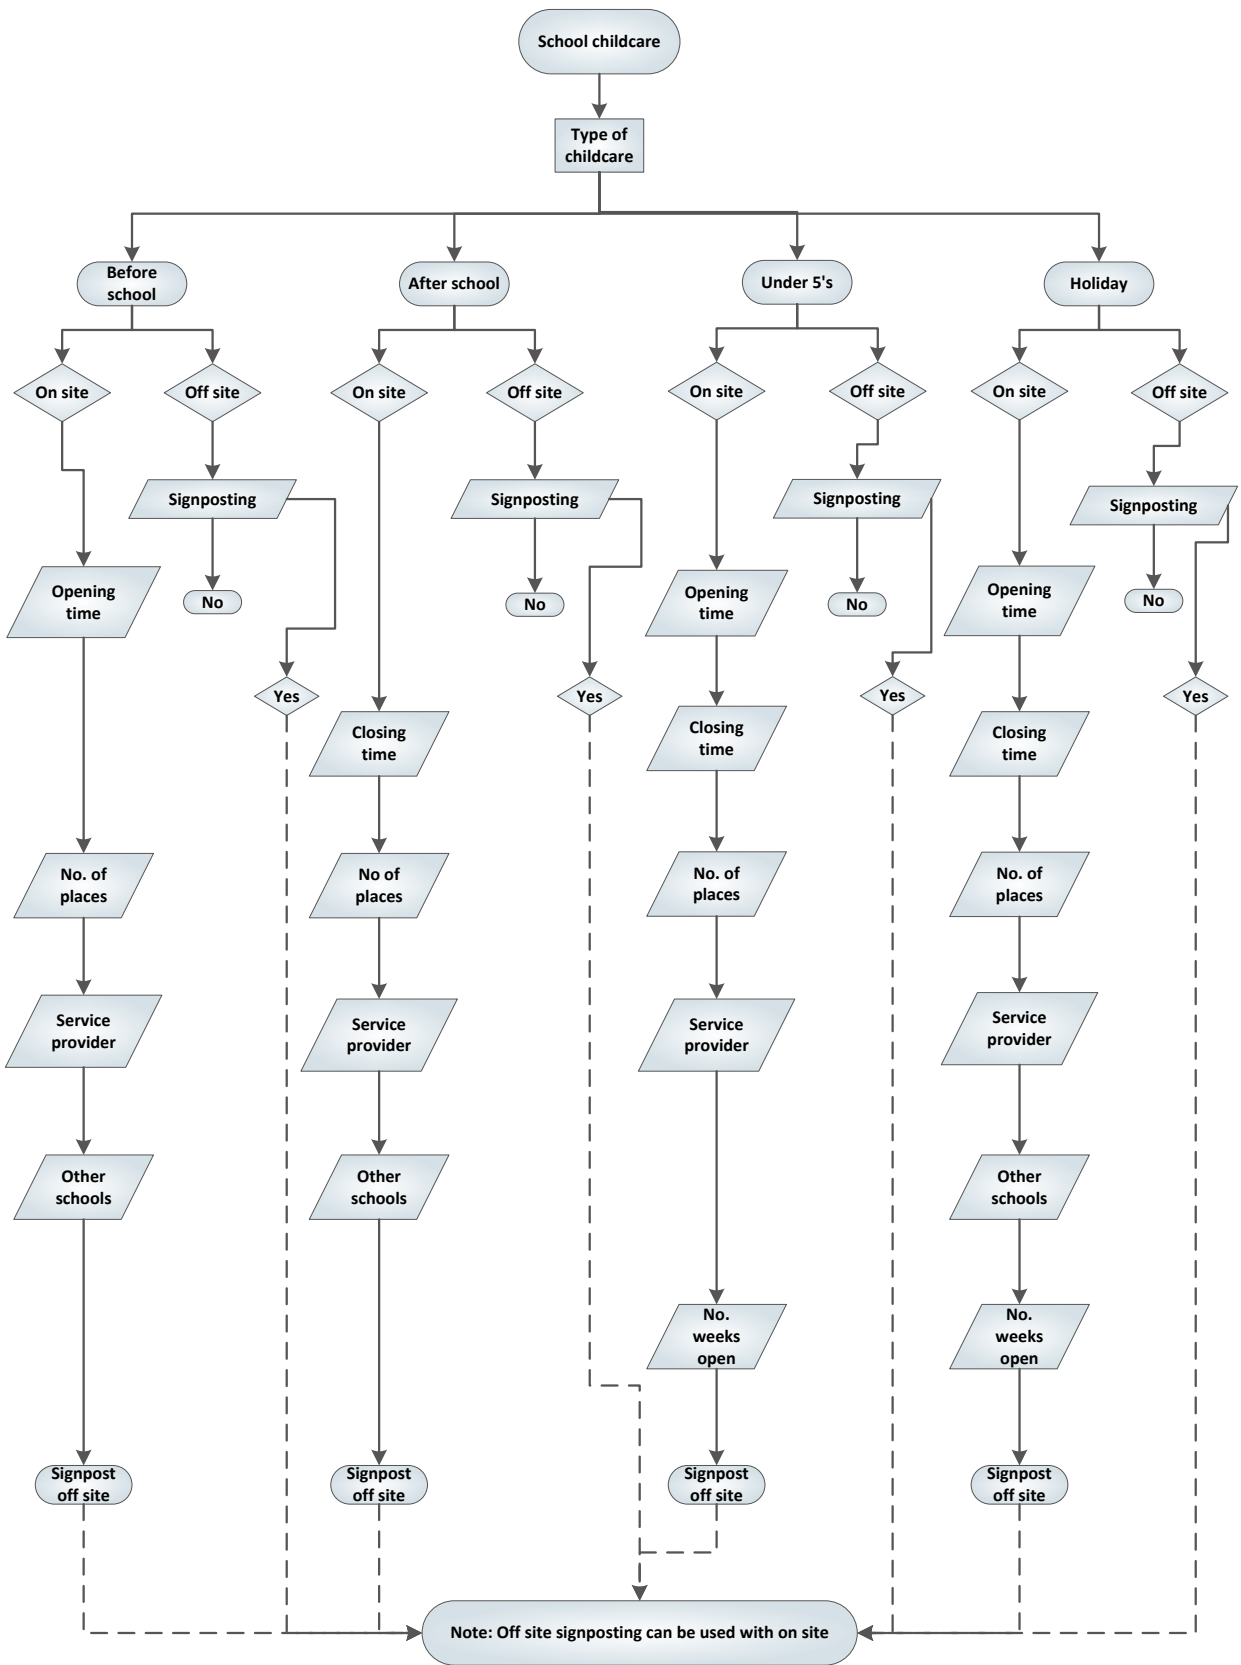 School childcare
Type of
childcare
Before
school
After school
Under 5's
Holiday
On site
Off site
On site
Off site
On site
Off site
On site
Off site
Signposting
Signposting
Signposting
Signposting
Opening
time
No
No
Opening
time
No
Opening
time
No
Yes
Yes
Yes
Yes
Closing
time
Closing
time
Closing
time
No. of
places
No of
places
No. of
places
No. of
places
Service
provider
Service
provider
Service
provider
Service
provider
Other
schools
Other
schools
Other
schools
No.
weeks
open
No.
weeks
open
Signpost
off site
Signpost
off site
Signpost
off site
Signpost
off site
Note: Off site signposting can be used with on site